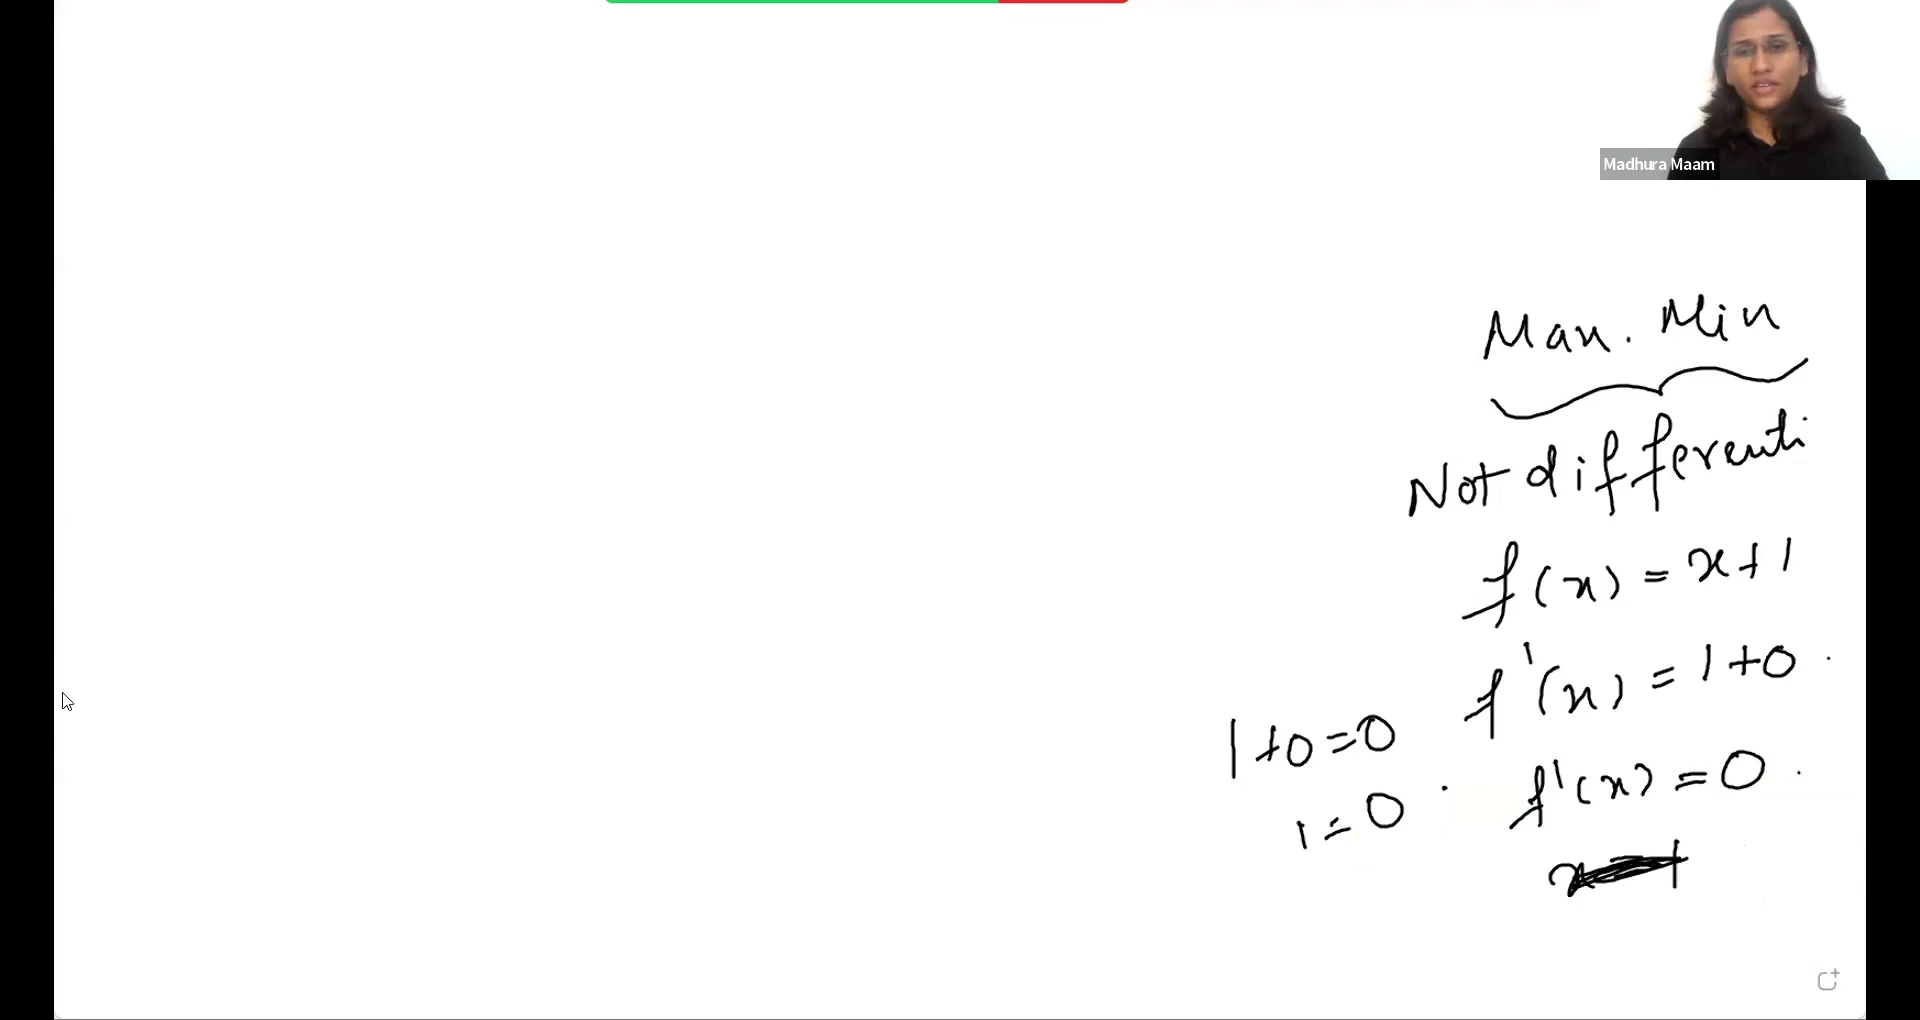 Madhura Maam
Max. Min
Not differenti
f(x) = x+1
f'(x) = 1+0
1+0=0
f'(x) = 0
1=0